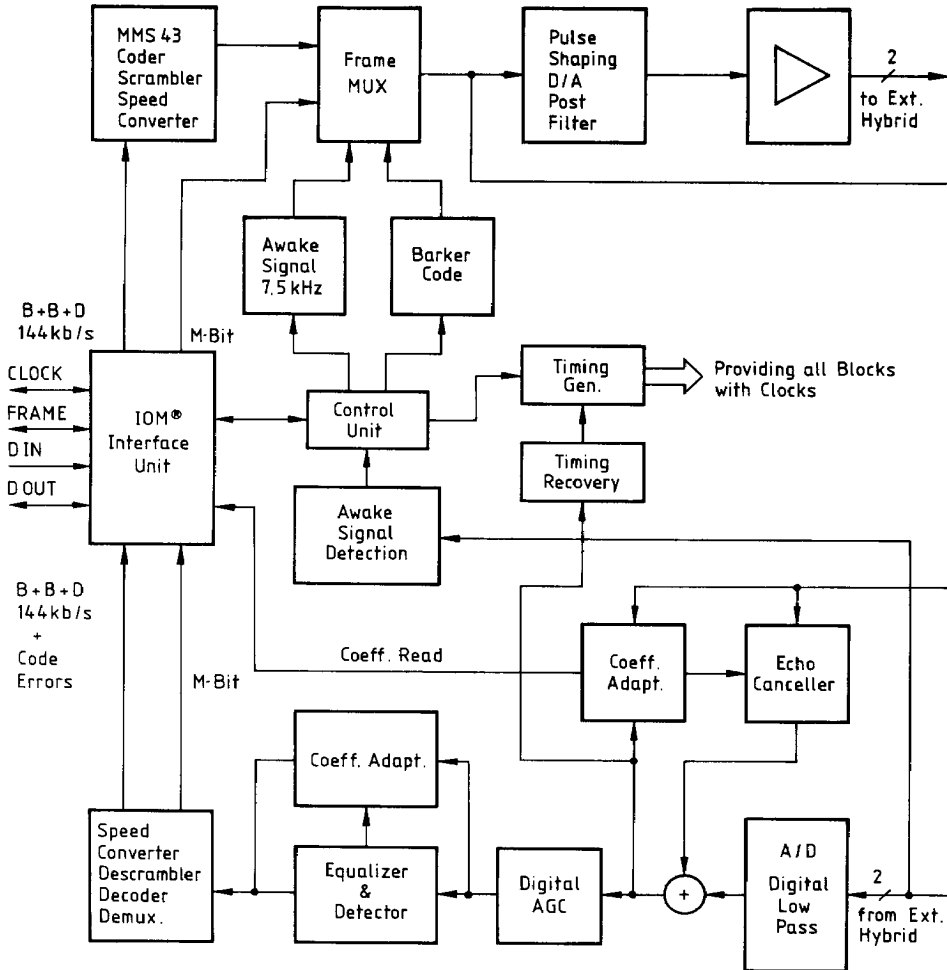 MMS 43
Coder
Scrambler
Speed
Converter
Frame
MUX
Pulse
Shaping
D/A
Post
Filter
2
to Ext.
Hybrid
Awake
Signal
7,5 kHz
Barker
Code
B+B+D
144kb/s
M-Bit
CLOCK
FRAME
D IN
D OUT
IOM®
Interface
Unit
Control
Unit
Timing
Gen.
Providing all Blocks
with Clocks
Timing
Recovery
Awake
Signal
Detection
B+B+D
144kb/s
+
Code
Errors
M-Bit
Coeff. Read
Coeff.
Adapt.
Echo
Canceller
Coeff. Adapt.
Speed
Converter
Descrambler
Decoder
Demux.
Equalizer
&
Detector
Digital
AGC
+
A/D
Digital
Low
Pass
2
from Ext.
Hybrid